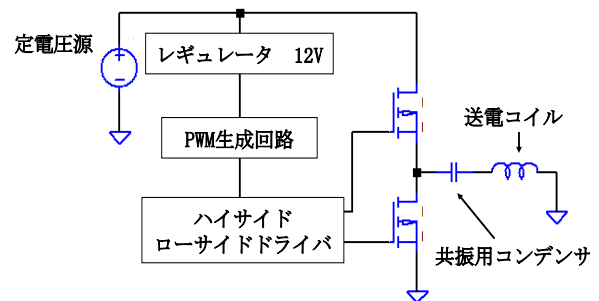 定電圧源
レギュレータ 12V
PWM生成回路
ハイサイド
ローサイドドライバ
送電コイル
共振用コンデンサ